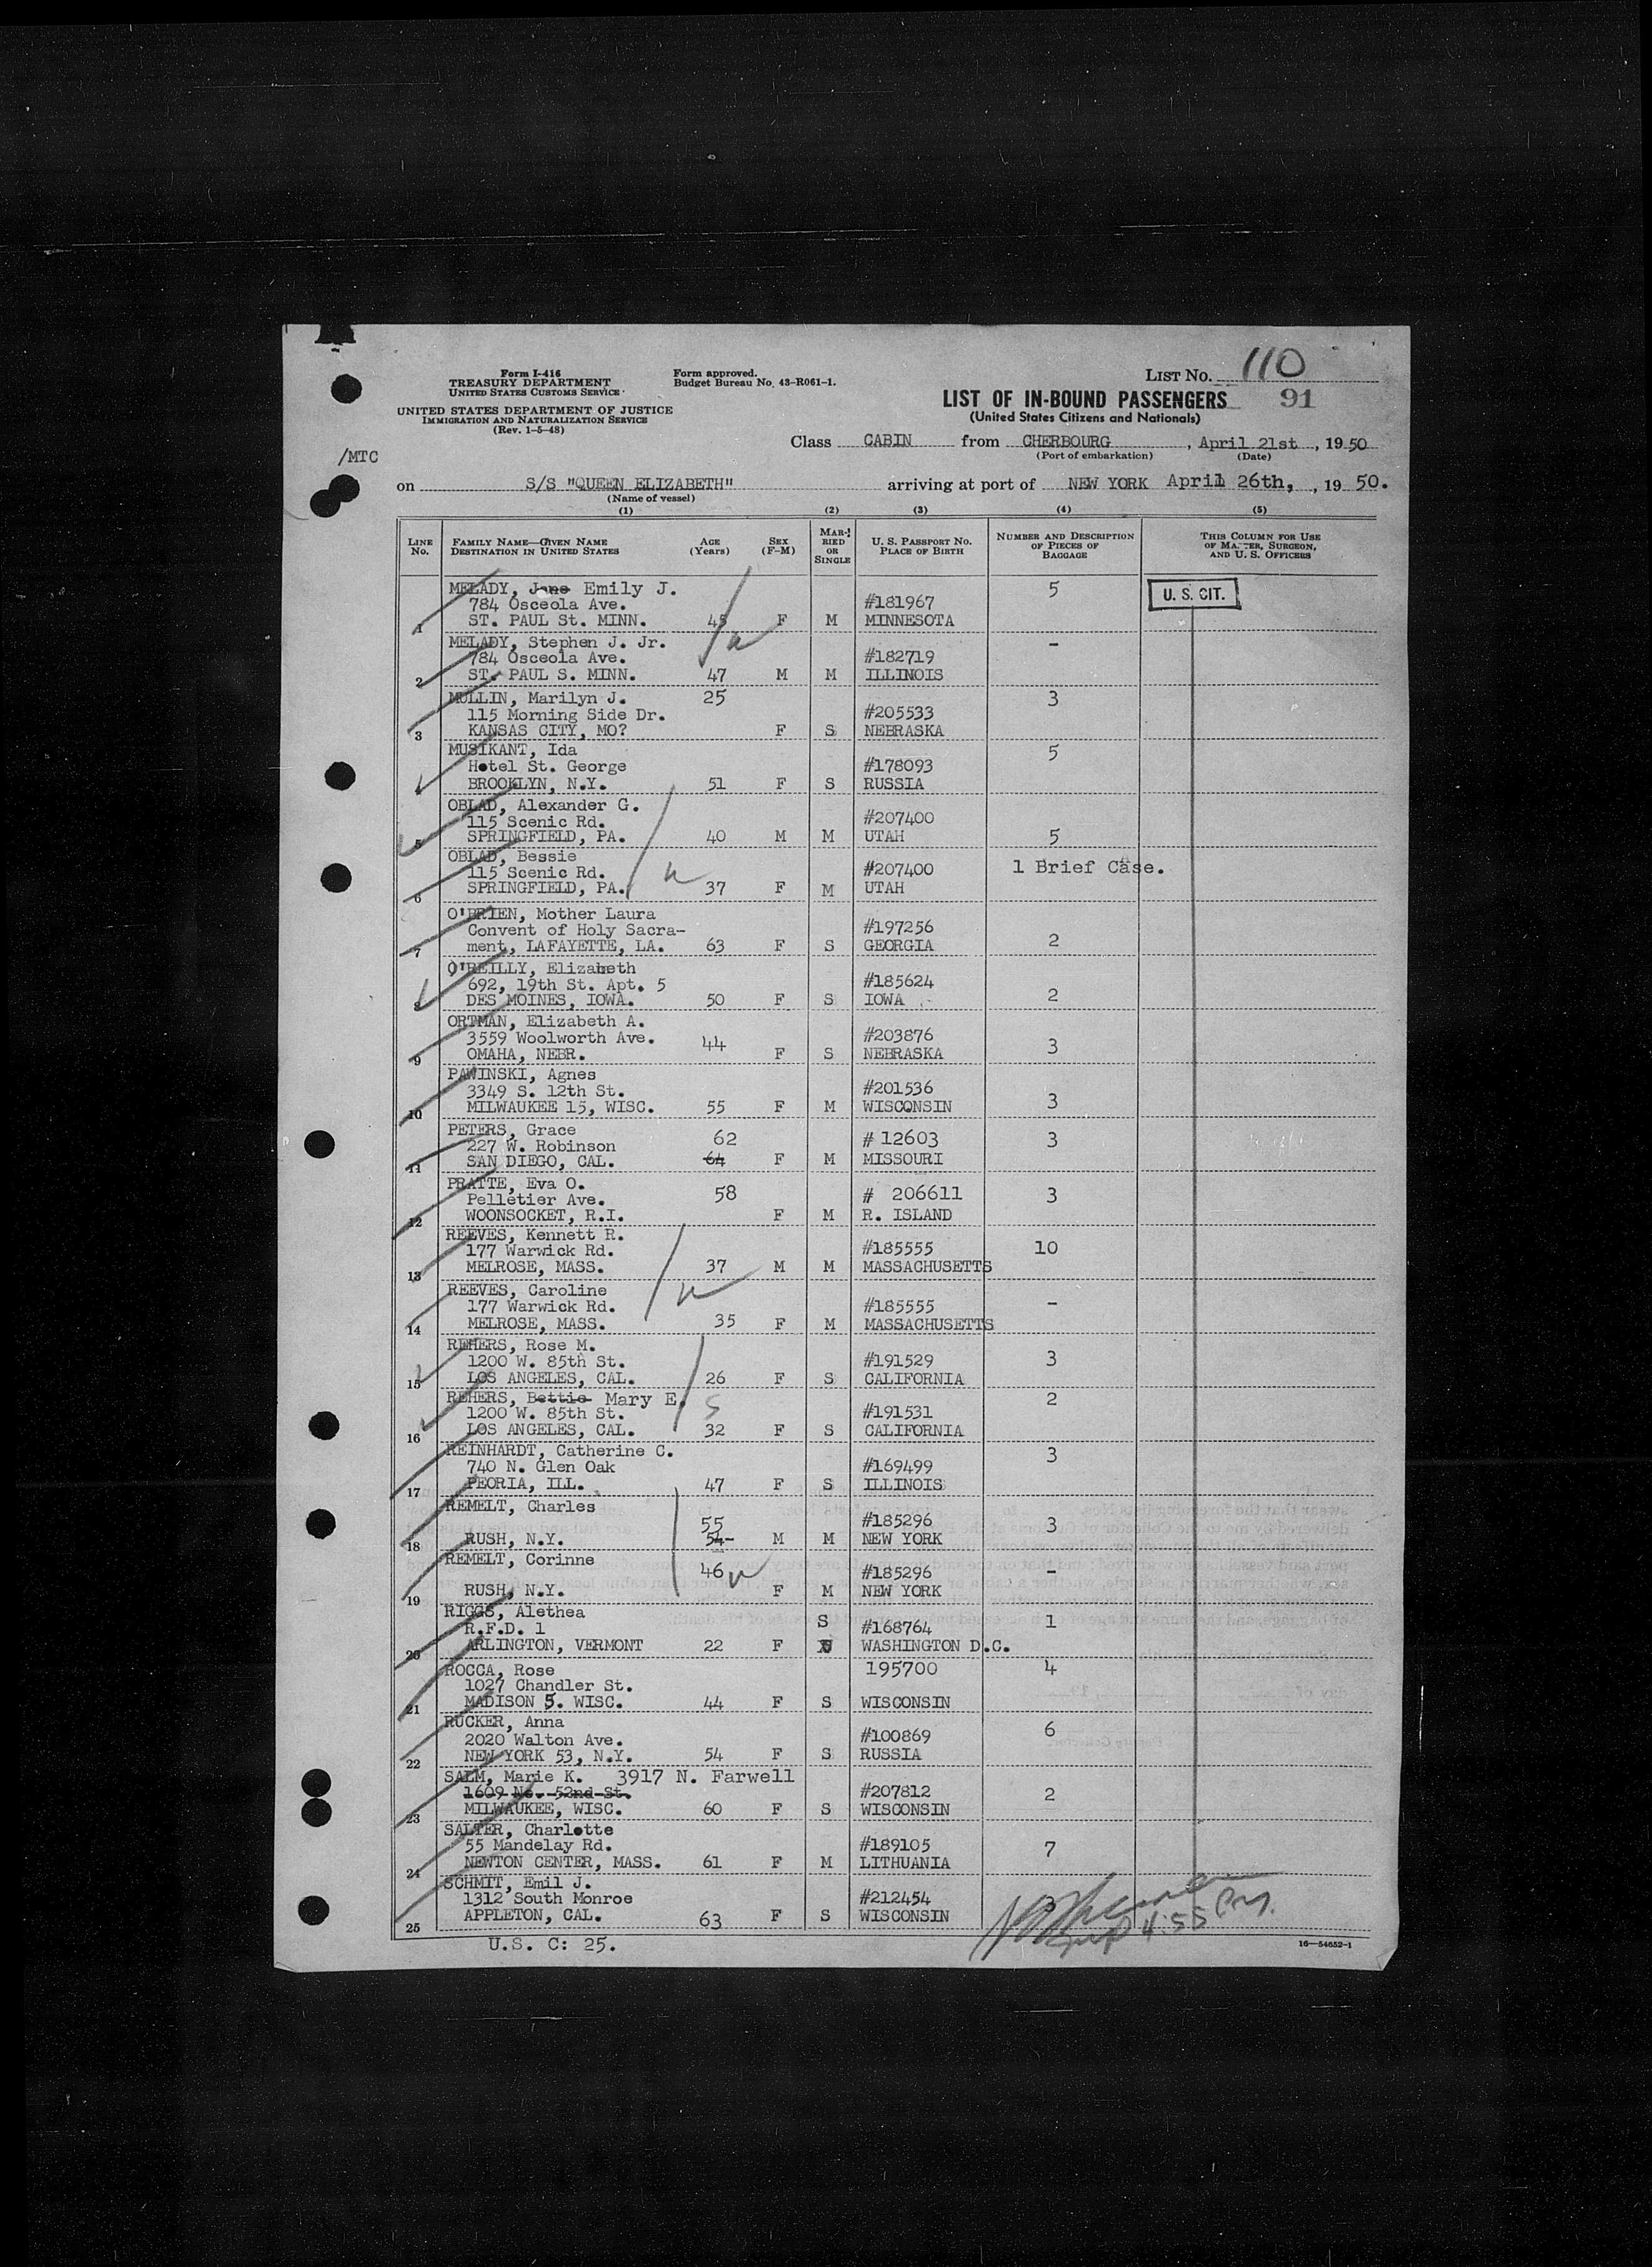 Form I-416
TREASURY DEPARTMENT
UNITED STATES CUSTOMS SERVICE
UNITED STATES DEPARTMENT OF JUSTICE
IMMIGRATION AND NATURALIZATION SERVICE
(Rev. 1-5-48)
Form approved.
Budget Bureau No. 43-R061-1.
LIST NO. 110
LIST OF IN-BOUND PASSENGERS 91
(United States Citizens and Nationals)
Class CABIN from CHERBOURG, April 21st, 1950
(Port of embarkation) (Date)
/MTC
on S/S "QUEEN ELIZABETH" arriving at port of NEW YORK April 26th, , 19 50.
(Name of vessel)
(1) (2) (3) (4) (5)
LINE NO. FAMILY NAME—GIVEN NAME DESTINATION IN UNITED STATES AGE (Years) SEX (F-M) MARRIED OR SINGLE U. S. PASSPORT NO. PLACE OF BIRTH NUMBER AND DESCRIPTION OF PIECES OF BAGGAGE THIS COLUMN FOR USE OF MASTER, SURGEON, AND U. S. OFFICERS
MELADY, Jane Emily J. 5 U. S. CIT.
784 Osceola Ave. #181967
1 ST. PAUL St. MINN. 45 F M MINNESOTA
MELADY, Stephen J. Jr. -
784 Osceola Ave. #182719
2 ST. PAUL S. MINN. 47 M M ILLINOIS
MULLIN, Marilyn J. 25 3
115 Morning Side Dr. #205533
3 KANSAS CITY, MO? F S NEBRASKA
MUSIKANT, Ida 5
Hotel St. George #178093
4 BROOKLYN, N.Y. 51 F S RUSSIA
OBLAD, Alexander G.
115 Scenic Rd. #207400
5 SPRINGFIELD, PA. 40 M M UTAH 5
OBLAD, Bessie
115 Scenic Rd. #207400 1 Brief Case.
6 SPRINGFIELD, PA. 37 F M UTAH
O'BRIEN, Mother Laura
Convent of Holy Sacra- #197256
7 ment, LAFAYETTE, LA. 63 F S GEORGIA 2
O'REILLY, Elizabeth
692, 19th St. Apt. 5 #185624
8 DES MOINES, IOWA. 50 F S IOWA 2
ORTMAN, Elizabeth A.
3559 Woolworth Ave. 44 #203876
9 OMAHA, NEBR. F S NEBRASKA 3
PAWINSKI, Agnes
3349 S. 12th St. #201536
10 MILWAUKEE 15, WISC. 55 F M WISCONSIN 3
PETERS, Grace 62 # 12603 3
227 W. Robinson
11 SAN DIEGO, CAL. 64 F M MISSOURI
PRATTE, Eva O. 58
Pelletier Ave. # 206611 3
12 WOONSOCKET, R.I. F M R. ISLAND
REEVES, Kennett R.
177 Warwick Rd. #185555 10
13 MELROSE, MASS. 37 M M MASSACHUSETTS
REEVES, Caroline
177 Warwick Rd. #185555 -
14 MELROSE, MASS. 35 F M MASSACHUSETTS
REHERS, Rose M.
1200 W. 85th St. #191529 3
15 LOS ANGELES, CAL. 26 F S CALIFORNIA
REHERS, Bettie Mary E. 2
1200 W. 85th St. S #191531
16 LOS ANGELES, CAL. 32 F S CALIFORNIA
REINHARDT, Catherine C. 3
740 N. Glen Oak #169499
17 PEORIA, ILL. 47 F S ILLINOIS
REMELT, Charles
55 #185296 3
18 RUSH, N.Y. 54 M M NEW YORK
REMELT, Corinne
46 #185296 -
19 RUSH, N.Y. F M NEW YORK
RIGGS, Alethea
R.F.D. 1 S #168764 1
20 ARLINGTON, VERMONT 22 F WASHINGTON D.C.
ROCCA, Rose 195700 4
1027 Chandler St.
21 MADISON 5. WISC. 44 F S WISCONSIN
RUCKER, Anna 6
2020 Walton Ave. #100869
22 NEW YORK 53, N.Y. 54 F S RUSSIA
SALM, Marie K. 3917 N. Farwell
1609 No. 52nd St. #207812 2
23 MILWAUKEE, WISC. 60 F S WISCONSIN
SALTER, Charlotte
55 Mandelay Rd. #189105 7
24 NEWTON CENTER, MASS. 61 F M LITHUANIA
SCHMIT, Emil J.
1312 South Monroe #212454 3
25 APPLETON, CAL. 63 F S WISCONSIN
4:55 P.M.
U.S. C: 25.
16—54652-1